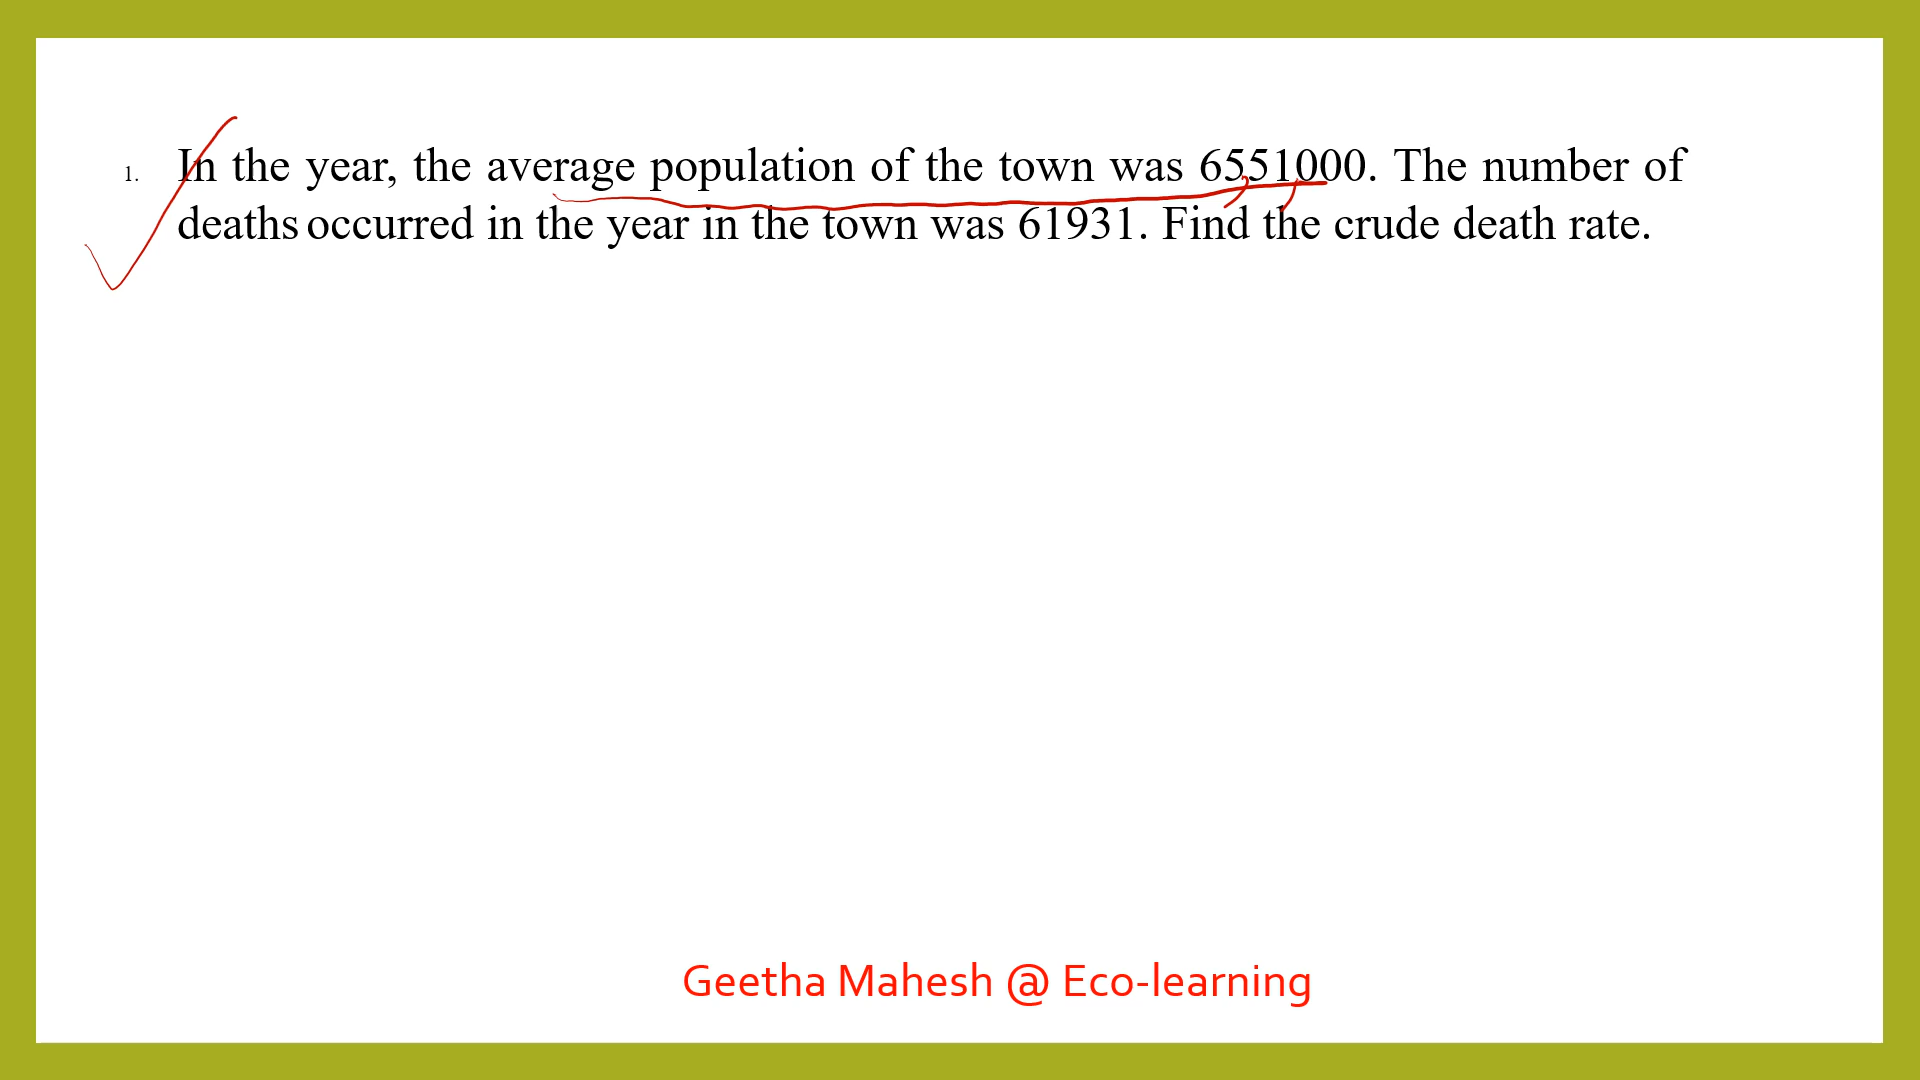 1. In the year, the average population of the town was 6551000. The number of
deaths occurred in the year in the town was 61931. Find the crude death rate.
Geetha Mahesh @ Eco-learning